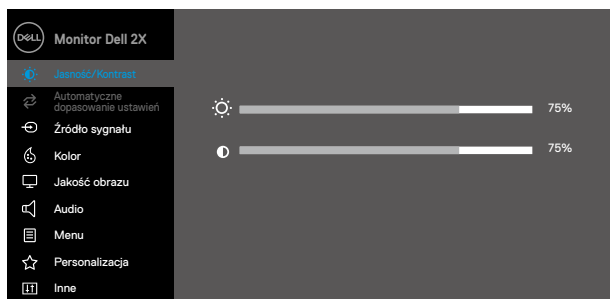 DELL
Monitor Dell 2X
Jasność/Kontrast
Automatyczne
dopasowanie ustawień
Źródło sygnału
Kolor
Jakość obrazu
Audio
Menu
Personalizacja
Inne
75%
75%